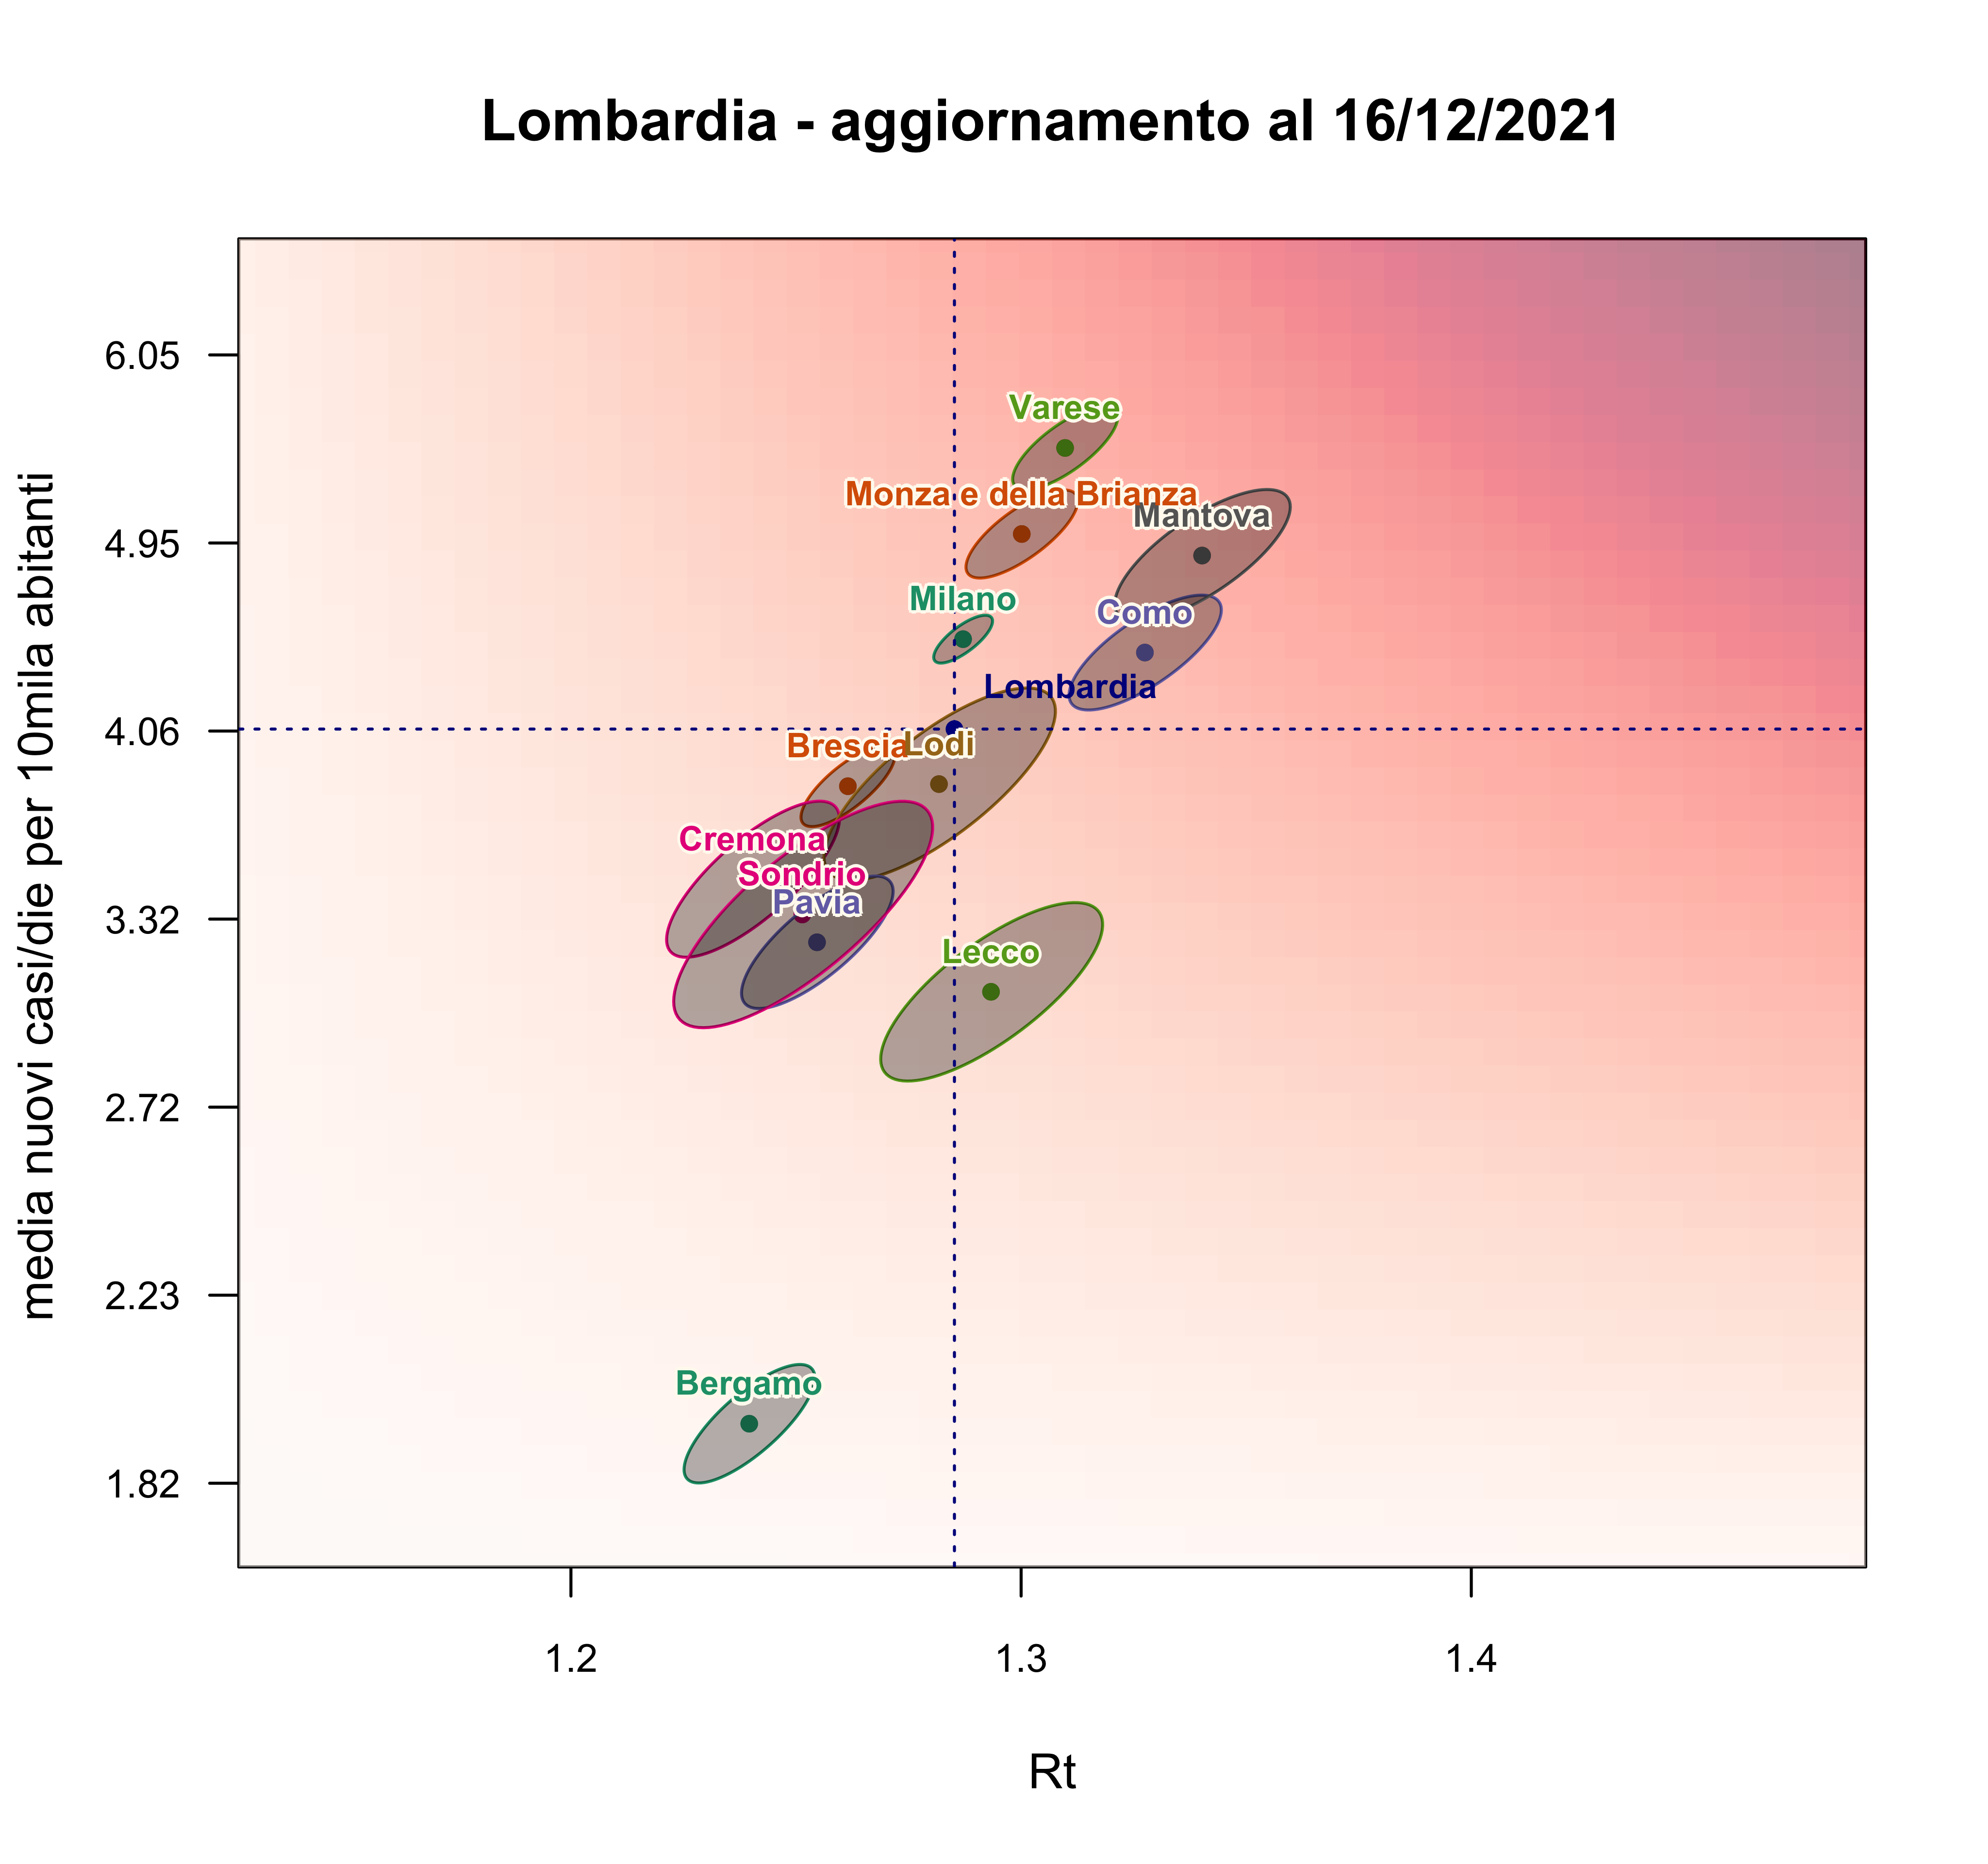 Lombardia - aggiornamento al 16/12/2021
media nuovi casi/die per 10mila abitanti
6.05
4.95
4.06
3.32
2.72
2.23
1.82
Varese
Monza e della Brianza
Mantova
Milano
Como
Lombardia
Brescia
Lodi
Cremona
Sondrio
Pavia
Lecco
Bergamo
1.2
1.3
1.4
Rt